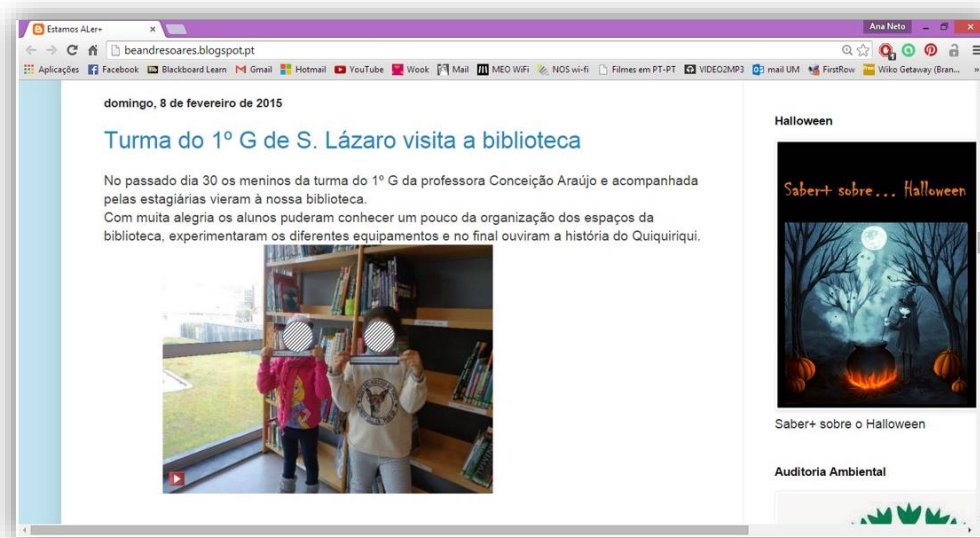 Estamos ALer+
Ana Neto
beandresoares.blogspot.pt
Aplicações Facebook Blackboard Learn Gmail Hotmail YouTube Wook Mail MEO WiFi NOS wi-fi Filmes em PT-PT VIDEO2MP3 mail UM FirstRow Wiko Getaway (Bran...
domingo, 8 de fevereiro de 2015
Turma do 1º G de S. Lázaro visita a biblioteca
No passado dia 30 os meninos da turma do 1º G da professora Conceição Araújo e acompanhada
pelas estagiárias vieram à nossa biblioteca.
Com muita alegria os alunos puderam conhecer um pouco da organização dos espaços da
biblioteca, experimentaram os diferentes equipamentos e no final ouviram a história do Quiquiriqui.
Halloween
Saber+ sobre... Halloween
Saber+ sobre o Halloween
Auditoria Ambiental